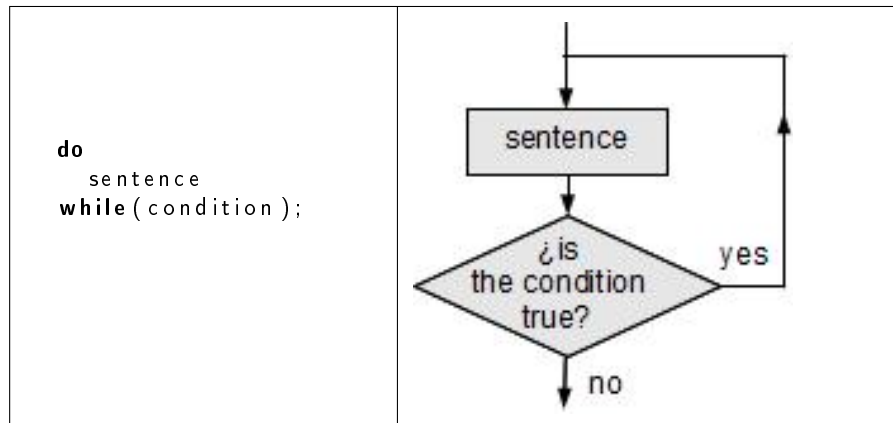 do
sentence
while(condition);
sentence
¿is
the condition
true?
yes
no